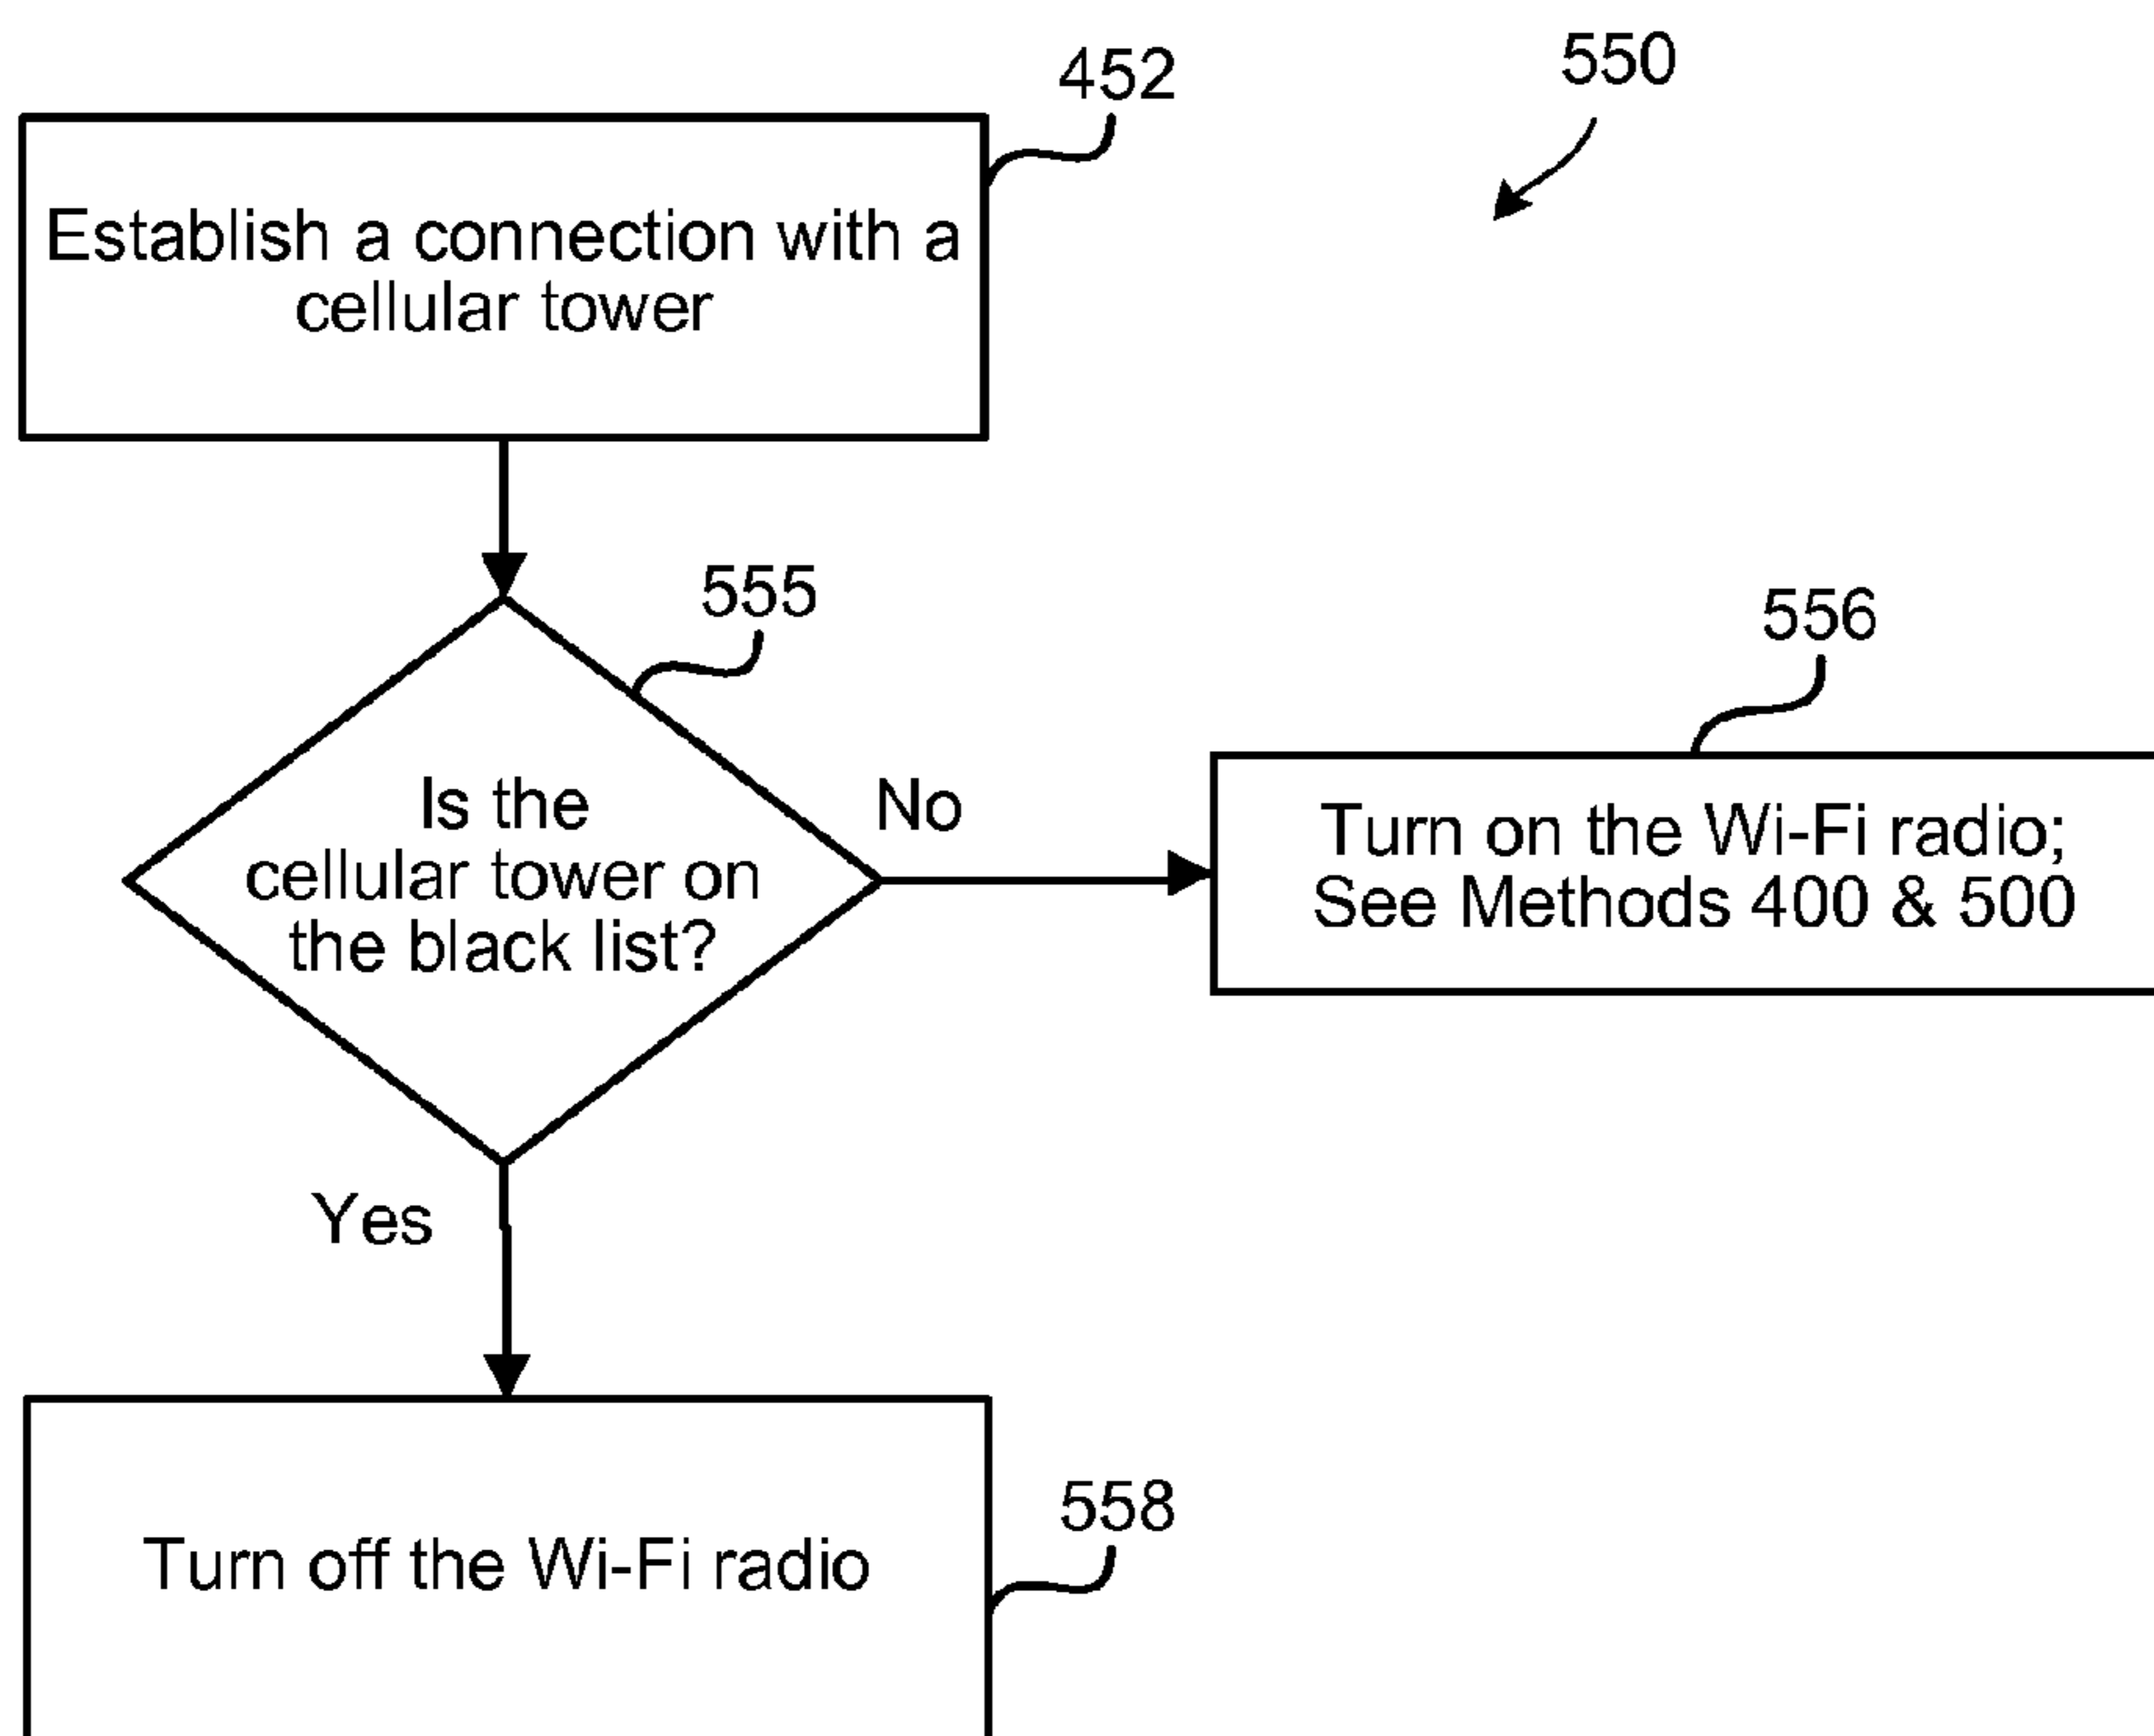 452
550
Establish a connection with a
cellular tower
555
556
Is the
cellular tower on
the black list?
No
Turn on the Wi-Fi radio;
See Methods 400 & 500
Yes
558
Turn off the Wi-Fi radio